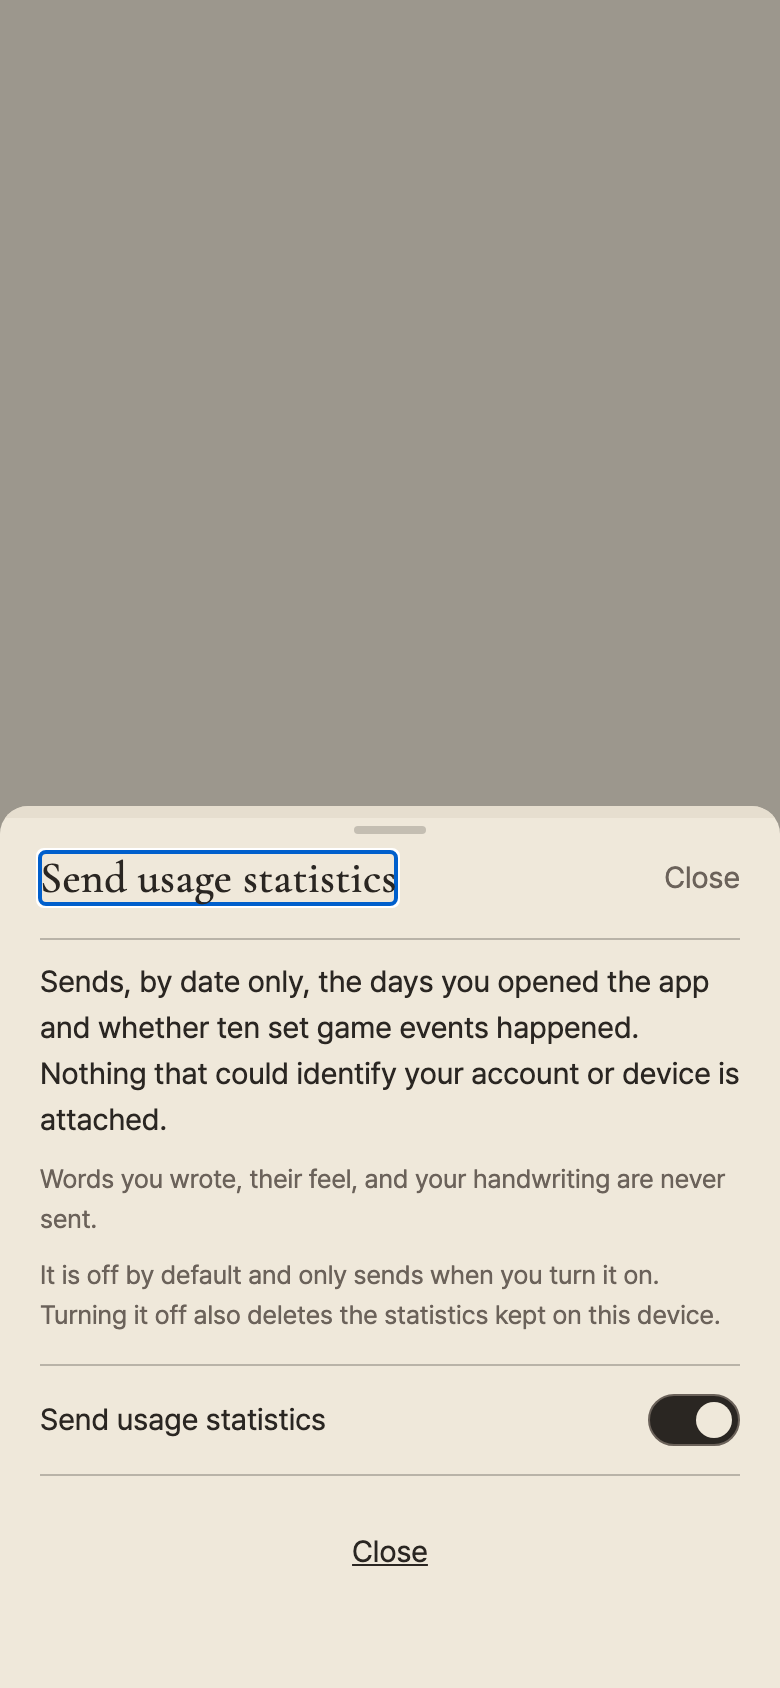 Send usage statistics
Close
Sends, by date only, the days you opened the app
and whether ten set game events happened.
Nothing that could identify your account or device is
attached.
Words you wrote, their feel, and your handwriting are never
sent.
It is off by default and only sends when you turn it on.
Turning it off also deletes the statistics kept on this device.
Send usage statistics
Close